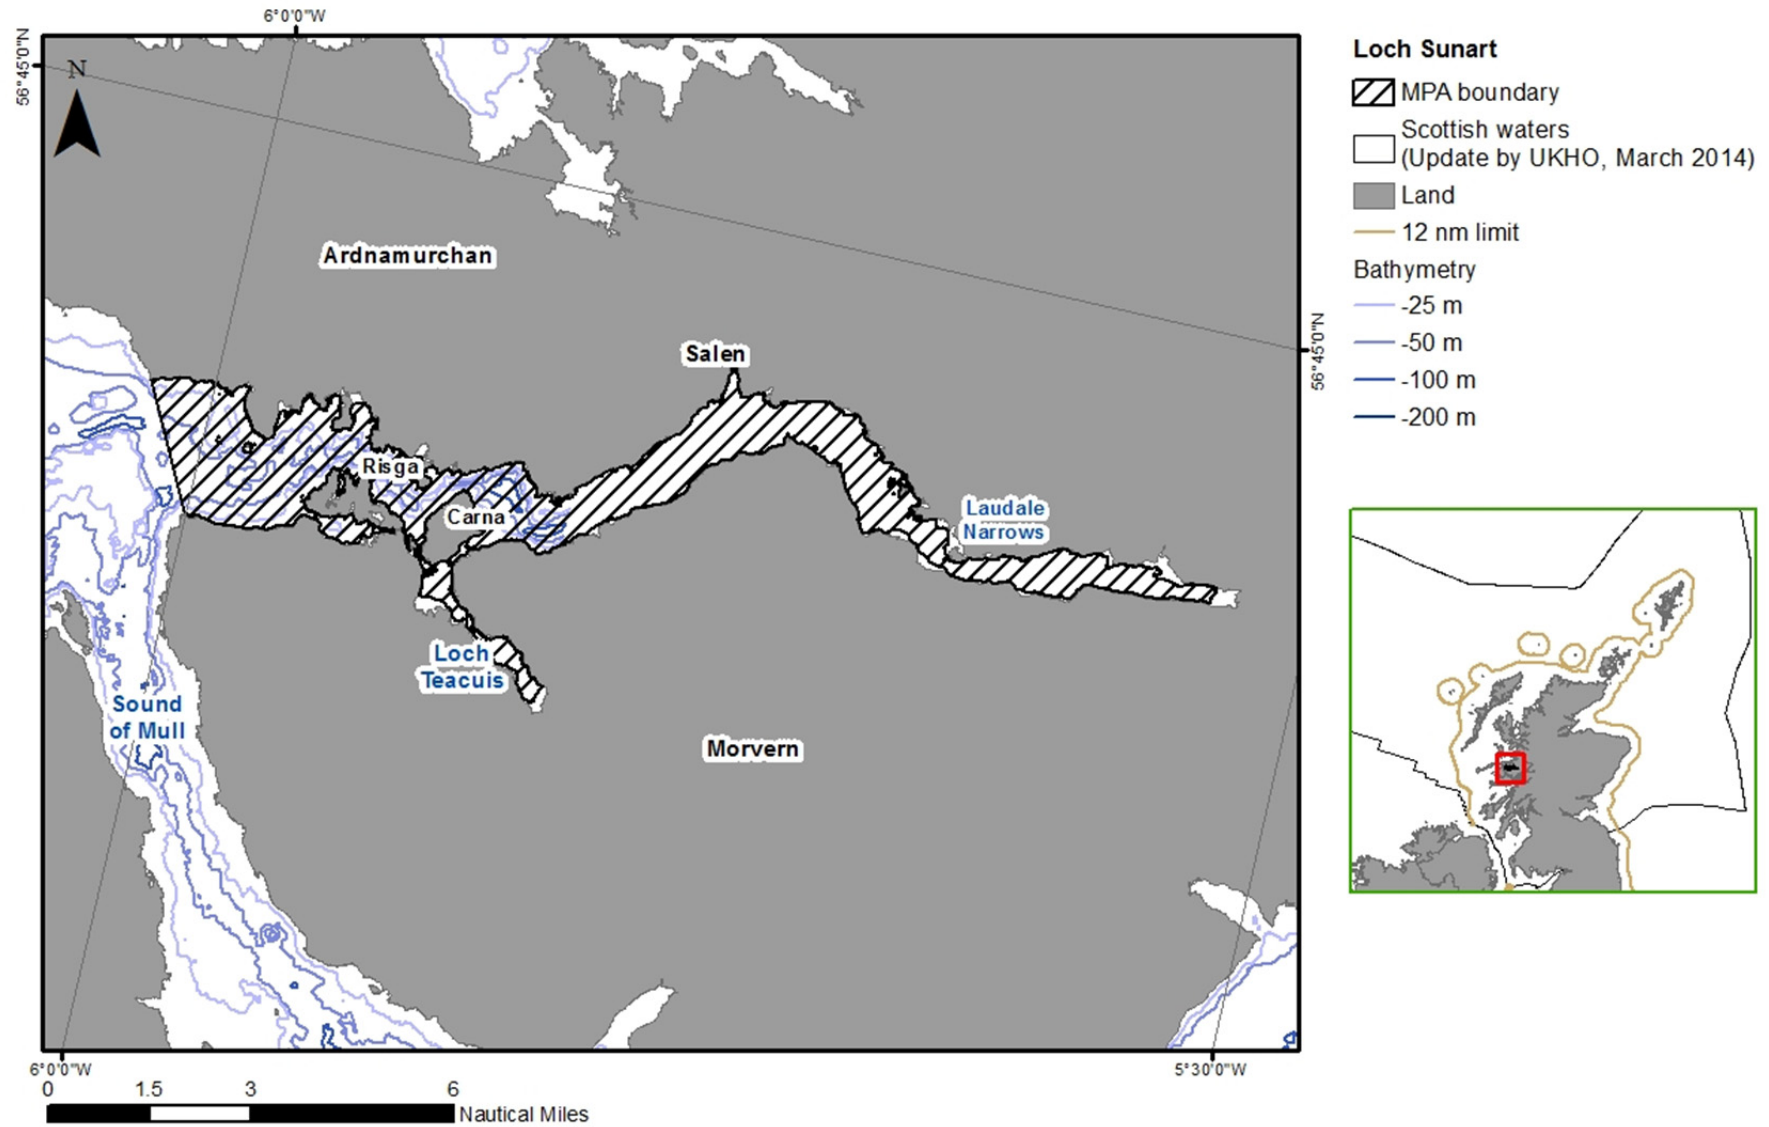 6°0'0"W
56°45'0"N
N
Ardnamurchan
Salen
Risga
Carna
Laudale
Narrows
Loch
Teacuis
Sound
of Mull
Morvern
56°45'0"N
6°0'0"W
5°30'0"W
0 1.5 3 6
Nautical Miles
Loch Sunart
MPA boundary
Scottish waters
(Update by UKHO, March 2014)
Land
12 nm limit
Bathymetry
-25 m
-50 m
-100 m
-200 m